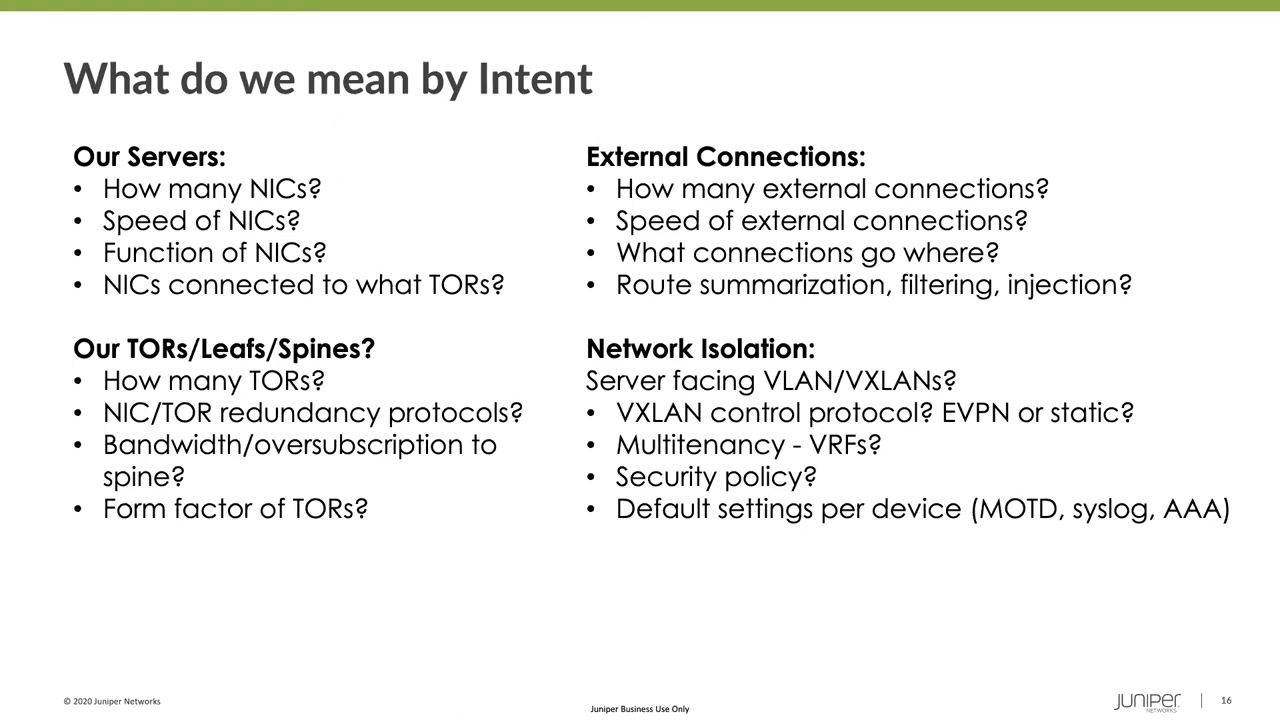 What do we mean by Intent
Our Servers:
• How many NICs?
• Speed of NICs?
• Function of NICs?
• NICs connected to what TORs?
Our TORs/Leafs/Spines?
• How many TORs?
• NIC/TOR redundancy protocols?
• Bandwidth/oversubscription to
spine?
• Form factor of TORs?
External Connections:
• How many external connections?
• Speed of external connections?
• What connections go where?
• Route summarization, filtering, injection?
Network Isolation:
Server facing VLAN/VXLANs?
• VXLAN control protocol? EVPN or static?
• Multitenancy - VRFs?
• Security policy?
• Default settings per device (MOTD, syslog, AAA)
© 2020 Juniper Networks
Juniper Business Use Only
JUNIPER
NETWORKS
16